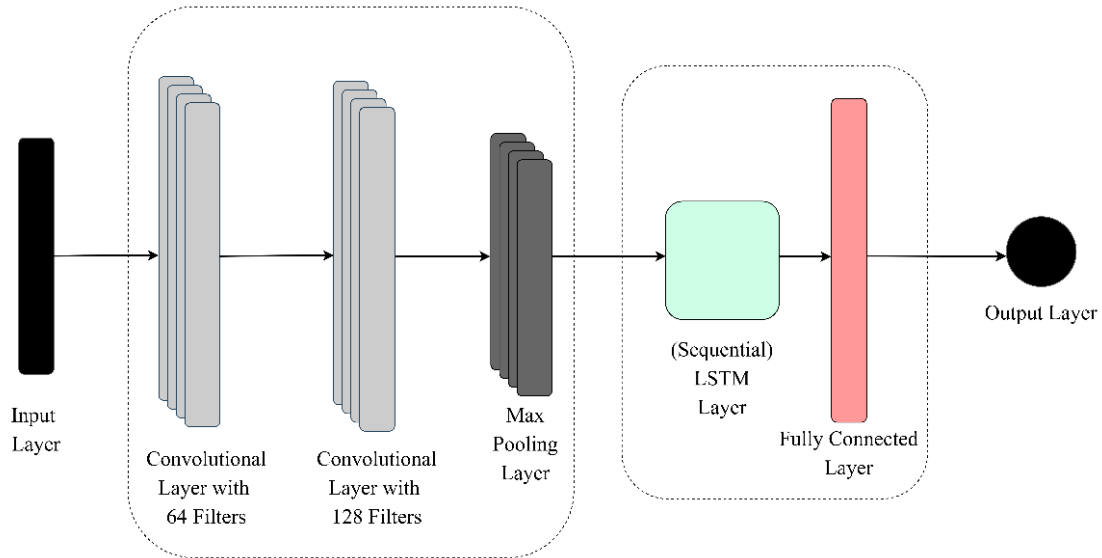 Input
Layer
Convolutional
Layer with
64 Filters
Convolutional
Layer with
128 Filters
Max
Pooling
Layer
(Sequential)
LSTM
Layer
Fully Connected
Layer
Output Layer